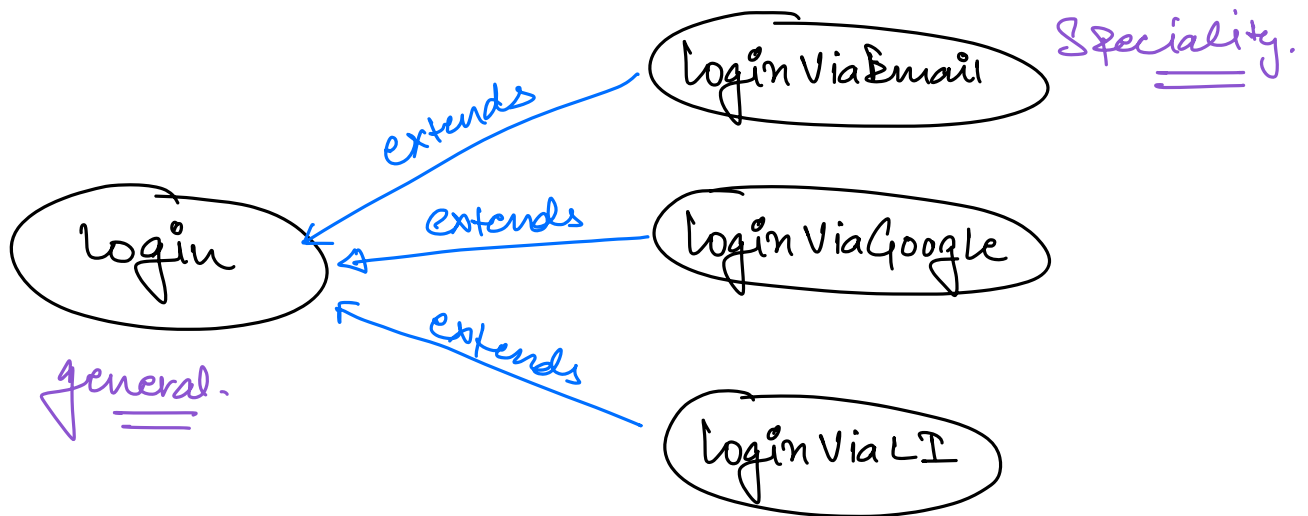 Login Via Email
Speciality.
extends
extends
Login Via Google
Login
extends
general.
Login Via LI